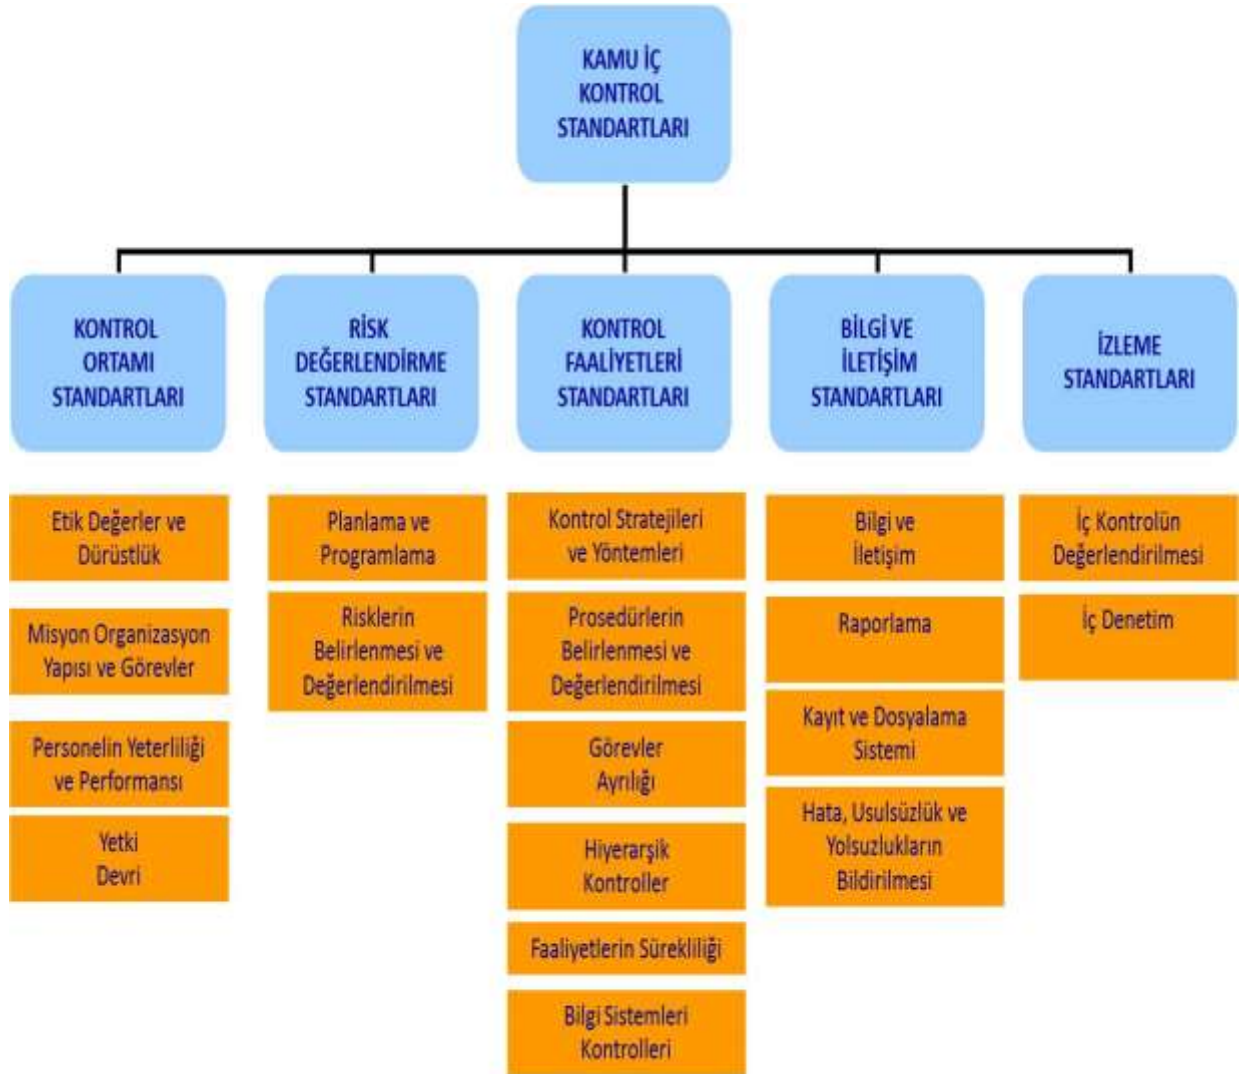 KAMU İÇ
KONTROL
STANDARTLARI
KONTROL
ORTAMI
STANDARTLARI
RİSK
DEĞERLENDİRME
STANDARTLARI
KONTROL
FAALİYETLERİ
STANDARTLARI
BİLGİ VE
İLETİŞİM
STANDARTLARI
İZLEME
STANDARTLARI
Etik Değerler ve
Dürüstlük
Misyon Organizasyon
Yapısı ve Görevler
Personelin Yeterliliği
ve Performansı
Yetki
Devri
Planlama ve
Programlama
Risklerin
Belirlenmesi ve
Değerlendirilmesi
Kontrol Stratejileri
ve Yöntemleri
Prosedürlerin
Belirlenmesi ve
Değerlendirilmesi
Görevler
Ayrılığı
Hiyerarşik
Kontroller
Faaliyetlerin Sürekliliği
Bilgi Sistemleri
Kontrolleri
Bilgi ve
İletişim
Raporlama
Kayıt ve Dosyalama
Sistemi
Hata, Usulsüzlük ve
Yolsuzlukların
Bildirilmesi
İç Kontrolün
Değerlendirilmesi
İç Denetim